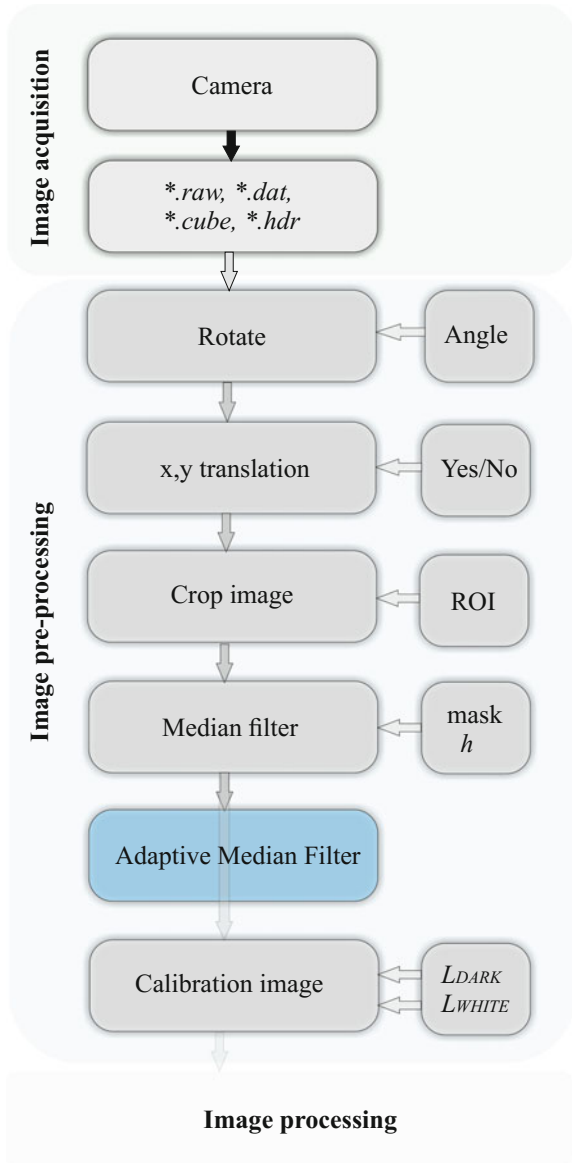 Image acquisition
Camera
*.raw, *.dat,
*.cube, *.hdr
Image pre-processing
Rotate
Angle
x,y translation
Yes/No
Crop image
ROI
Median filter
mask
h
Adaptive Median Filter
Calibration image
LDARK
LWHITE
Image processing